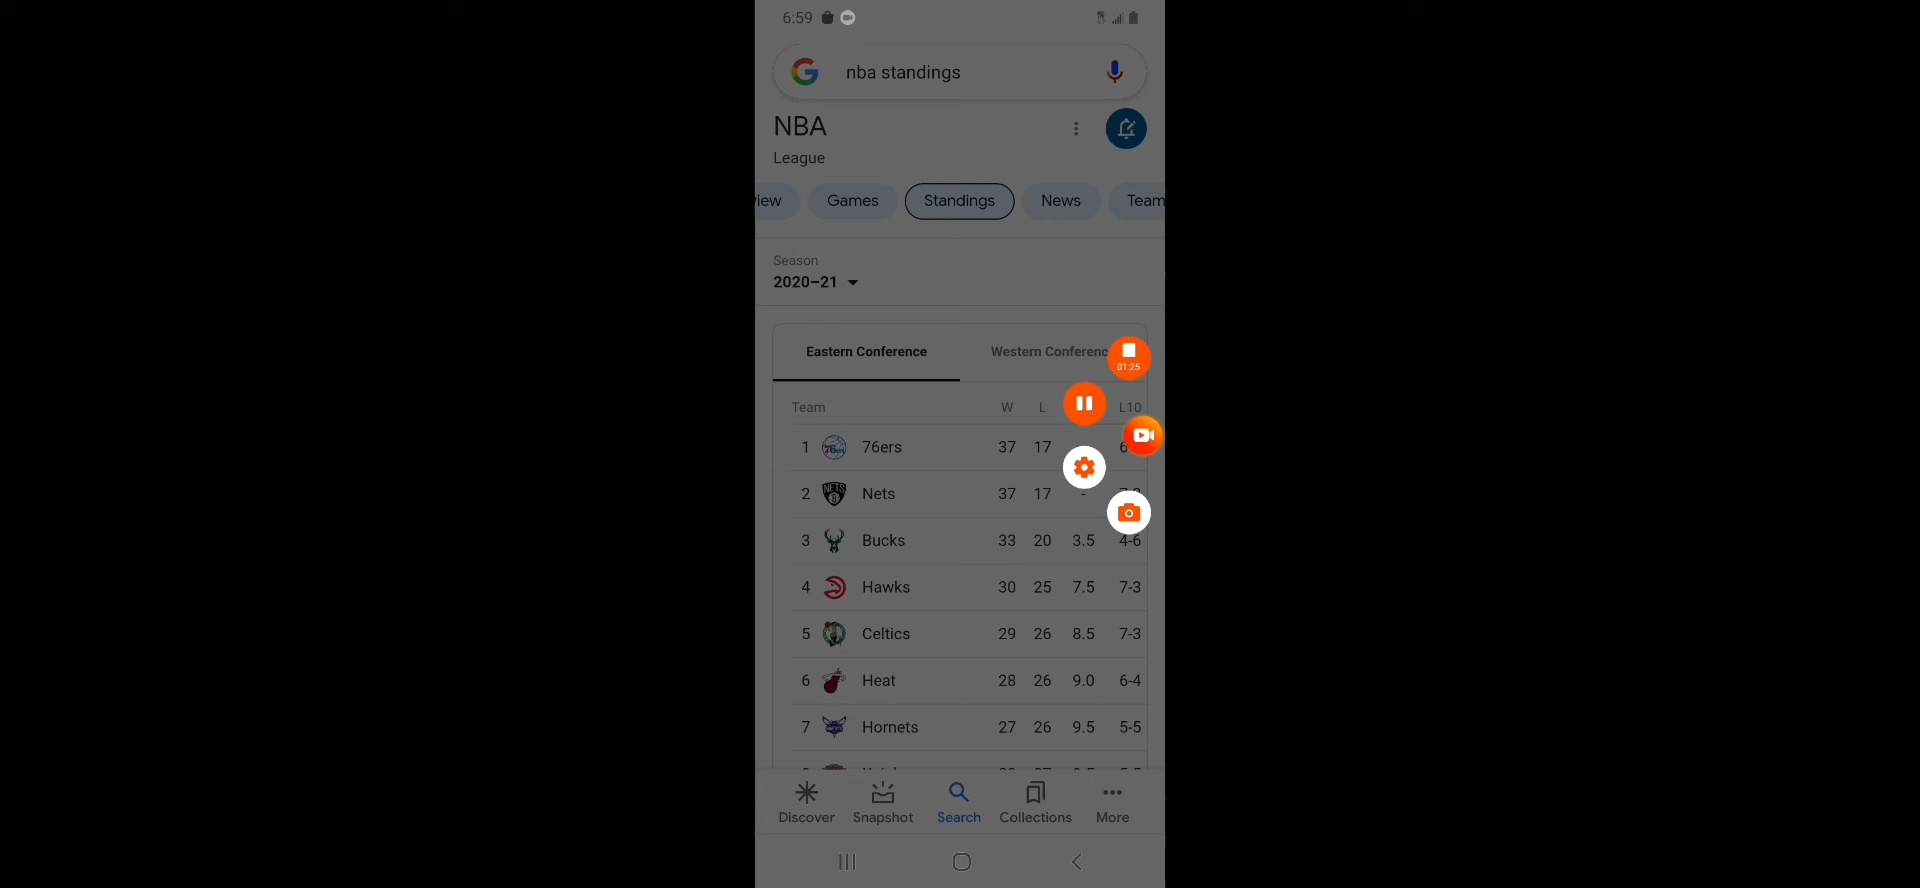 6:59
nba standings
NBA
League
view Games Standings News Team
Season
2020–21
Eastern Conference Western Conferenc
01:25
Team W L L10
1 76ers 37 17 6
2 Nets 37 17 -
3 Bucks 33 20 3.5 4-6
4 Hawks 30 25 7.5 7-3
5 Celtics 29 26 8.5 7-3
6 Heat 28 26 9.0 6-4
7 Hornets 27 26 9.5 5-5
Discover Snapshot Search Collections More